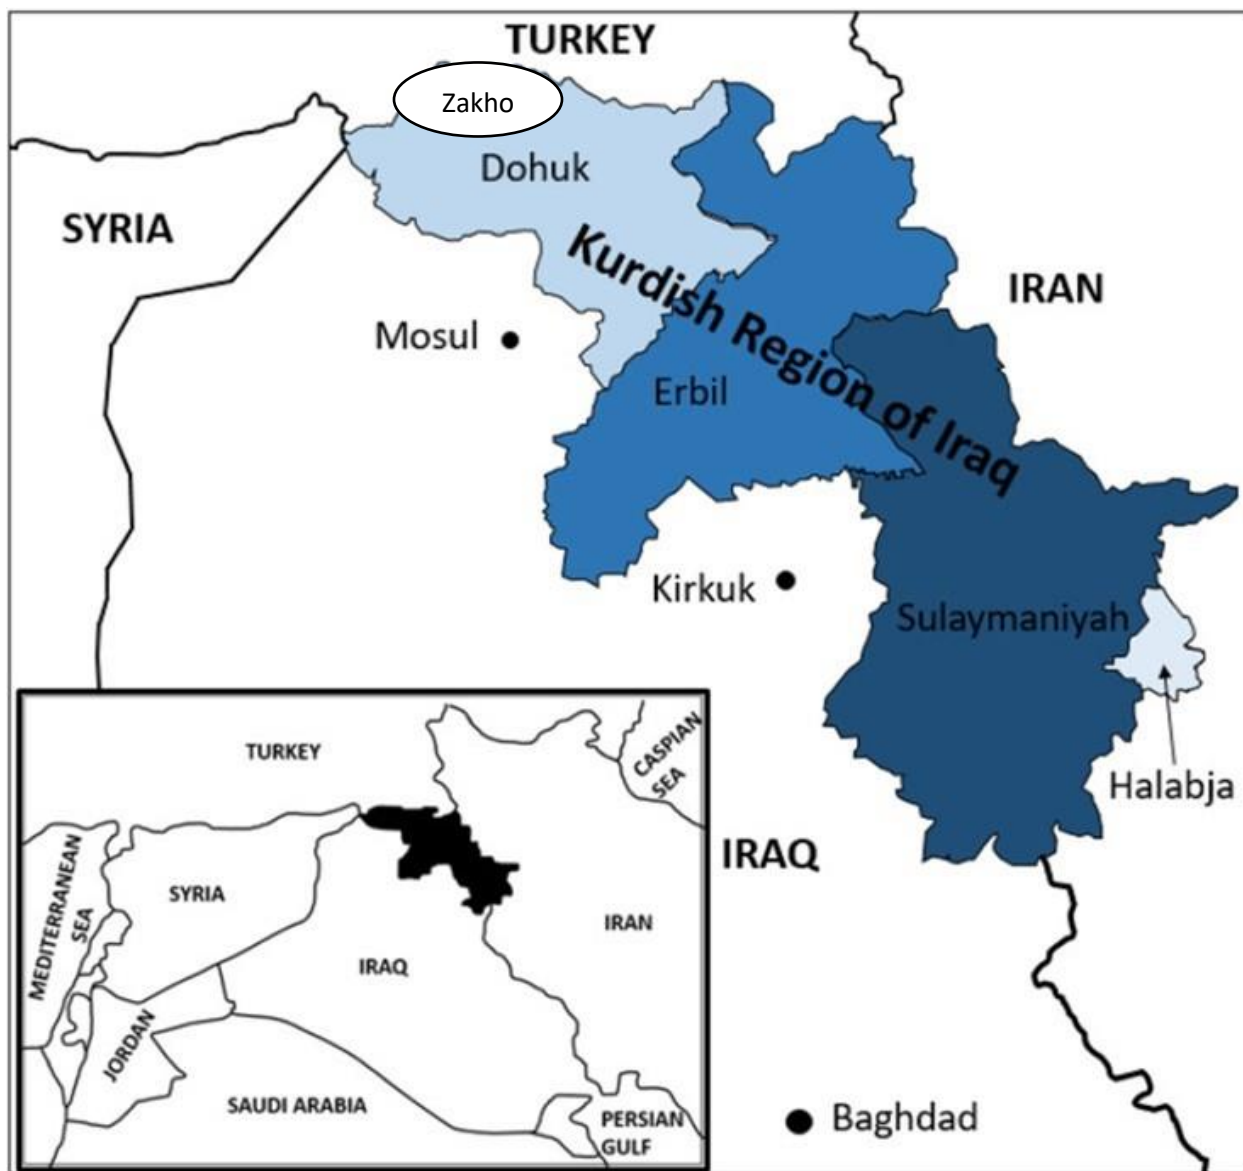 TURKEY
Zakho
Dohuk
SYRIA
Kurdish Region of Iraq
IRAN
Mosul
Erbil
Kirkuk
Sulaymaniyah
Halabja
IRAQ
Baghdad
TURKEY
CASPIAN
SEA
MEDITERRANEAN
SEA
SYRIA
IRAN
IRAQ
JORDAN
SAUDI ARABIA
PERSIAN
GULF